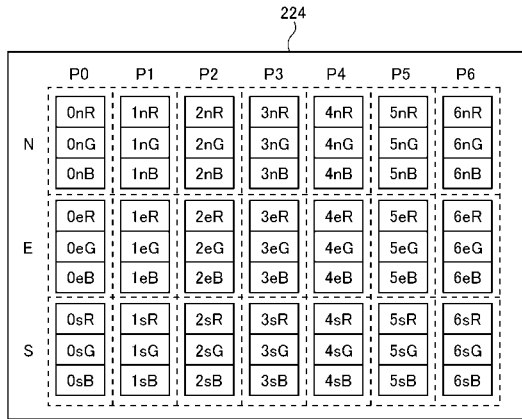 224
P0 P1 P2 P3 P4 P5 P6
0nR 1nR 2nR 3nR 4nR 5nR 6nR
N 0nG 1nG 2nG 3nG 4nG 5nG 6nG
0nB 1nB 2nB 3nB 4nB 5nB 6nB
0eR 1eR 2eR 3eR 4eR 5eR 6eR
E 0eG 1eG 2eG 3eG 4eG 5eG 6eG
0eB 1eB 2eB 3eB 4eB 5eB 6eB
0sR 1sR 2sR 3sR 4sR 5sR 6sR
S 0sG 1sG 2sG 3sG 4sG 5sG 6sG
0sB 1sB 2sB 3sB 4sB 5sB 6sB